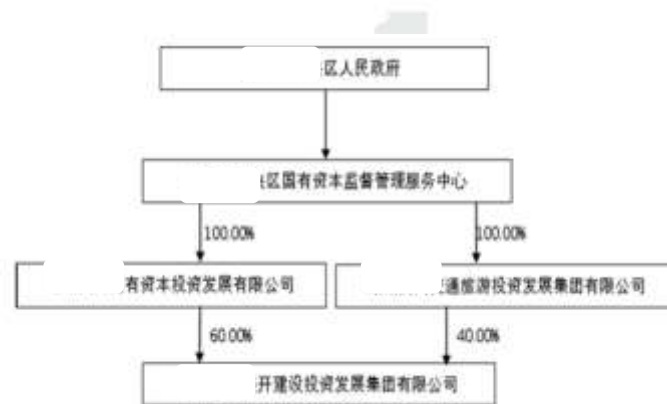 区人民政府
区国有资本监督管理服务中心
100.00%
100.00%
有资本投资发展有限公司
通旅游投资发展集团有限公司
60.00%
40.00%
开建设投资发展集团有限公司